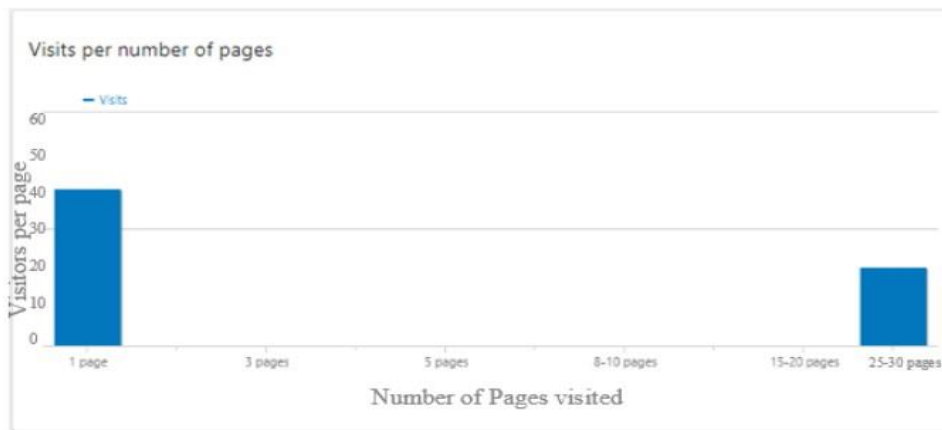 Visits per number of pages
Visits
60
50
40
30
20
10
0
Visitors per page
1 page
3 pages
5 pages
8-10 pages
15-20 pages
25-30 pages
Number of Pages visited